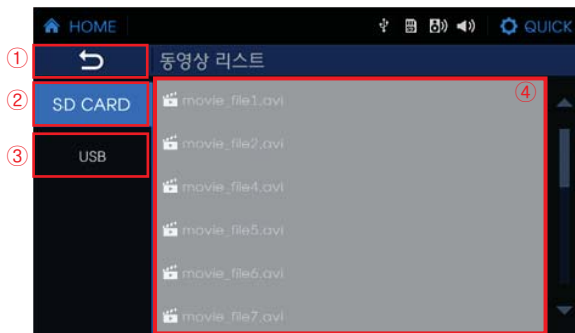 HOME QUICK
① 동영상 리스트
② SD CARD
③ USB
④
movie_file1.avi
movie_file2.avi
movie_file4.avi
movie_file5.avi
movie_file6.avi
movie_file7.avi